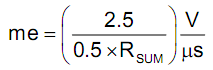 me = ( 2.5 / 0.5 × R_SUM ) V / μs